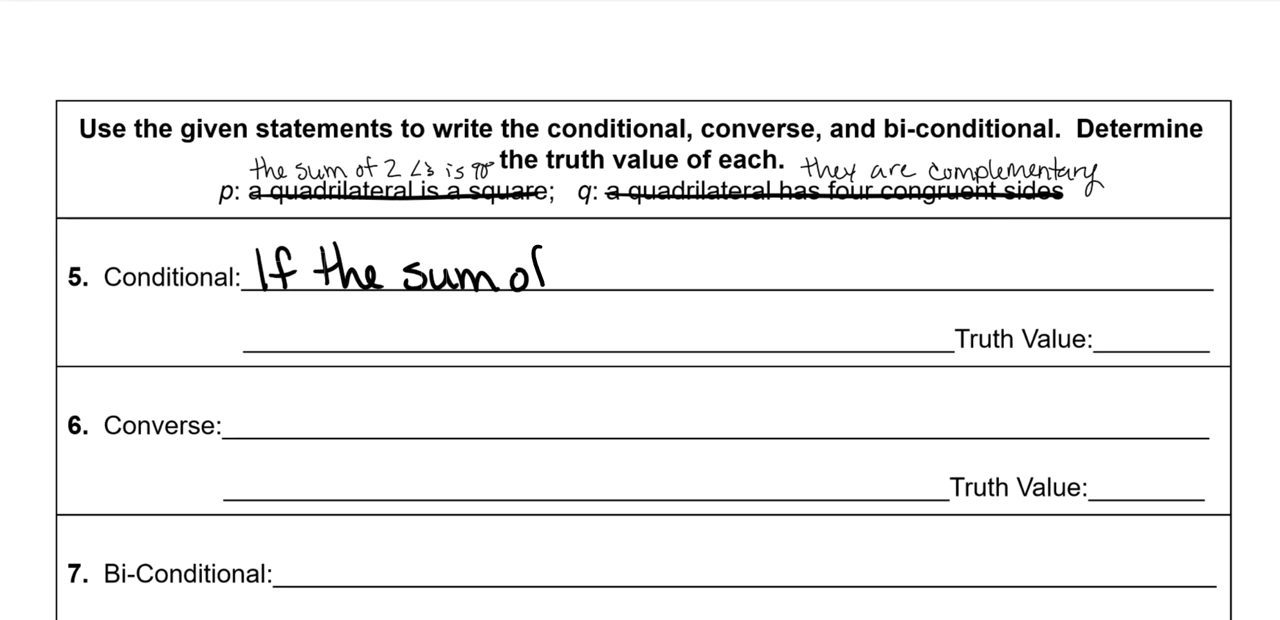 Use the given statements to write the conditional, converse, and bi-conditional. Determine
the truth value of each.
the sum of 2 ∠s is 90° they are complementary
p: a quadrilateral is a square; q: a quadrilateral has four congruent sides
5. Conditional: If the sum of
Truth Value:
6. Converse:
Truth Value:
7. Bi-Conditional: